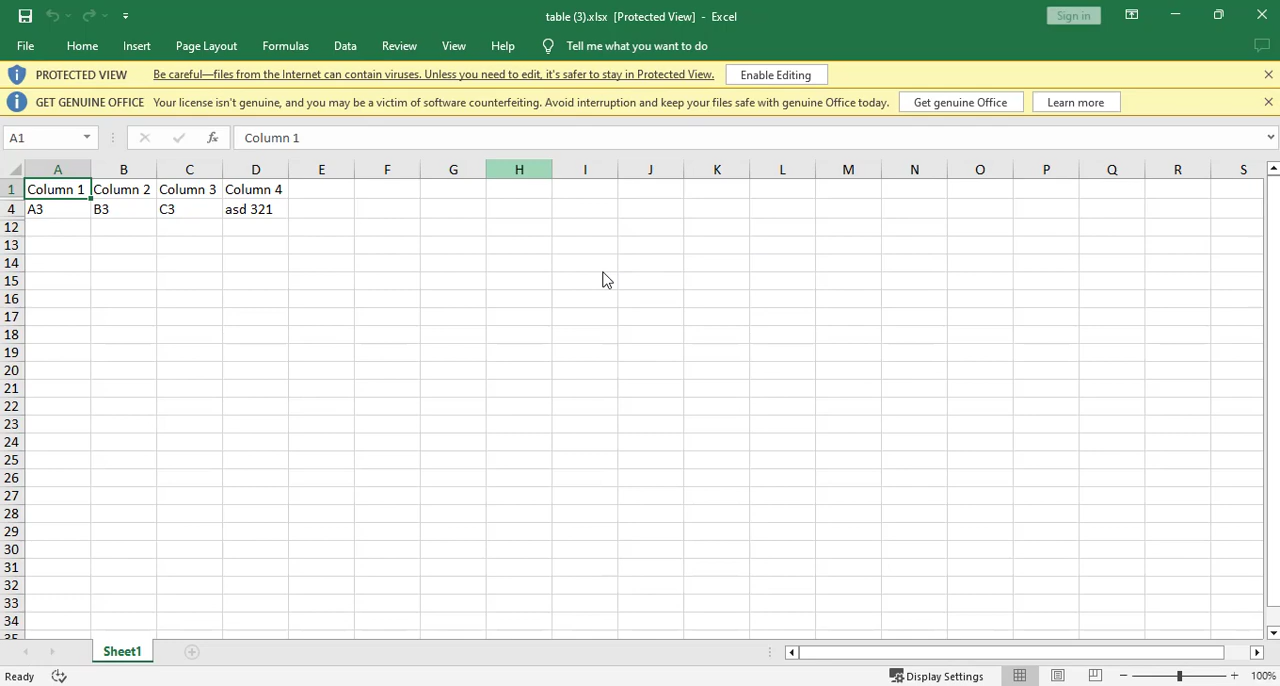 table (3).xlsx [Protected View] - Excel
Sign in
File Home Insert Page Layout Formulas Data Review View Help Tell me what you want to do
PROTECTED VIEW Be careful—files from the Internet can contain viruses. Unless you need to edit, it's safer to stay in Protected View. Enable Editing
GET GENUINE OFFICE Your license isn't genuine, and you may be a victim of software counterfeiting. Avoid interruption and keep your files safe with genuine Office today. Get genuine Office Learn more
A1 fx Column 1
A B C D E F G H I J K L M N O P Q R S
1 Column 1 Column 2 Column 3 Column 4
4 A3 B3 C3 asd 321
12
13
14
15
16
17
18
19
20
21
22
23
24
25
26
27
28
29
30
31
32
33
34
35
Sheet1
Ready Display Settings 100%